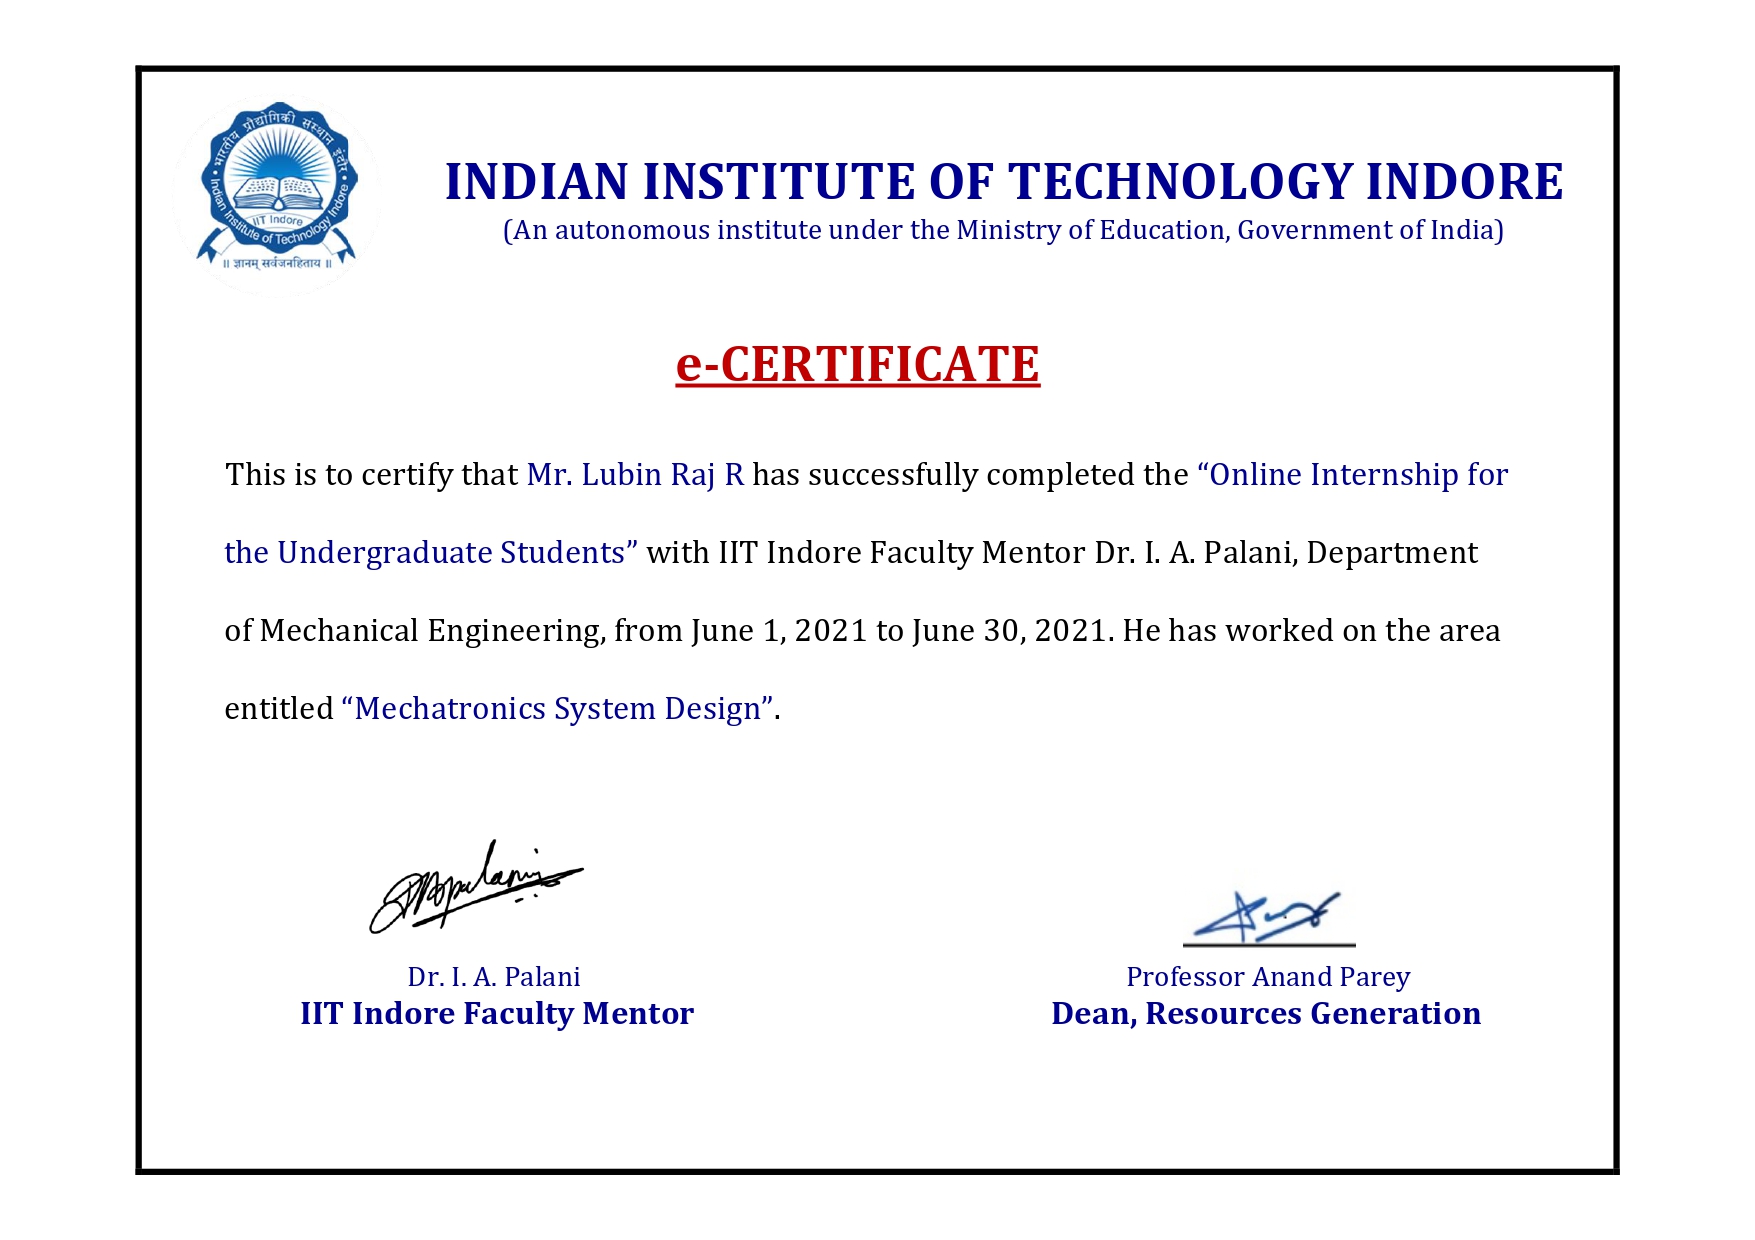 • भारतीय प्रौद्योगिकी संस्थान इंदौर •
Indian Institute of Technology Indore
IIT Indore
॥ ज्ञानम् सर्वजनहिताय ॥
INDIAN INSTITUTE OF TECHNOLOGY INDORE
(An autonomous institute under the Ministry of Education, Government of India)
e-CERTIFICATE
This is to certify that Mr. Lubin Raj R has successfully completed the “Online Internship for
the Undergraduate Students” with IIT Indore Faculty Mentor Dr. I. A. Palani, Department
of Mechanical Engineering, from June 1, 2021 to June 30, 2021. He has worked on the area
entitled “Mechatronics System Design”.
Dr. I. A. Palani
IIT Indore Faculty Mentor
Professor Anand Parey
Dean, Resources Generation